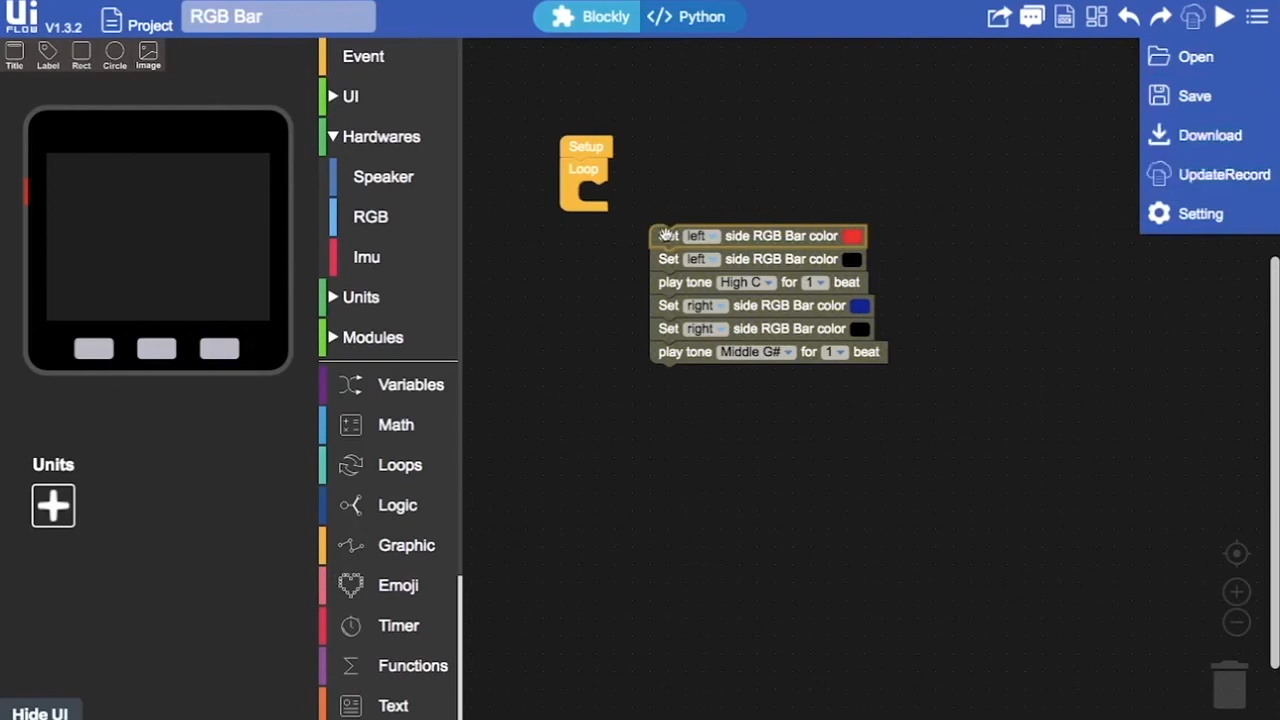 Ui
FLOW V1.3.2 Project RGB Bar Blockly </> Python
Title Label Rect Circle Image
Event
UI
Hardwares
Speaker
RGB
Imu
Units
Modules
Variables
Math
Loops
Logic
Graphic
Emoji
Timer
Functions
Text
Units
Hide UI
Setup
Loop
left side RGB Bar color
Set left side RGB Bar color
play tone High C for 1 beat
Set right side RGB Bar color
Set right side RGB Bar color
play tone Middle G# for 1 beat
Open
Save
Download
UpdateRecord
Setting